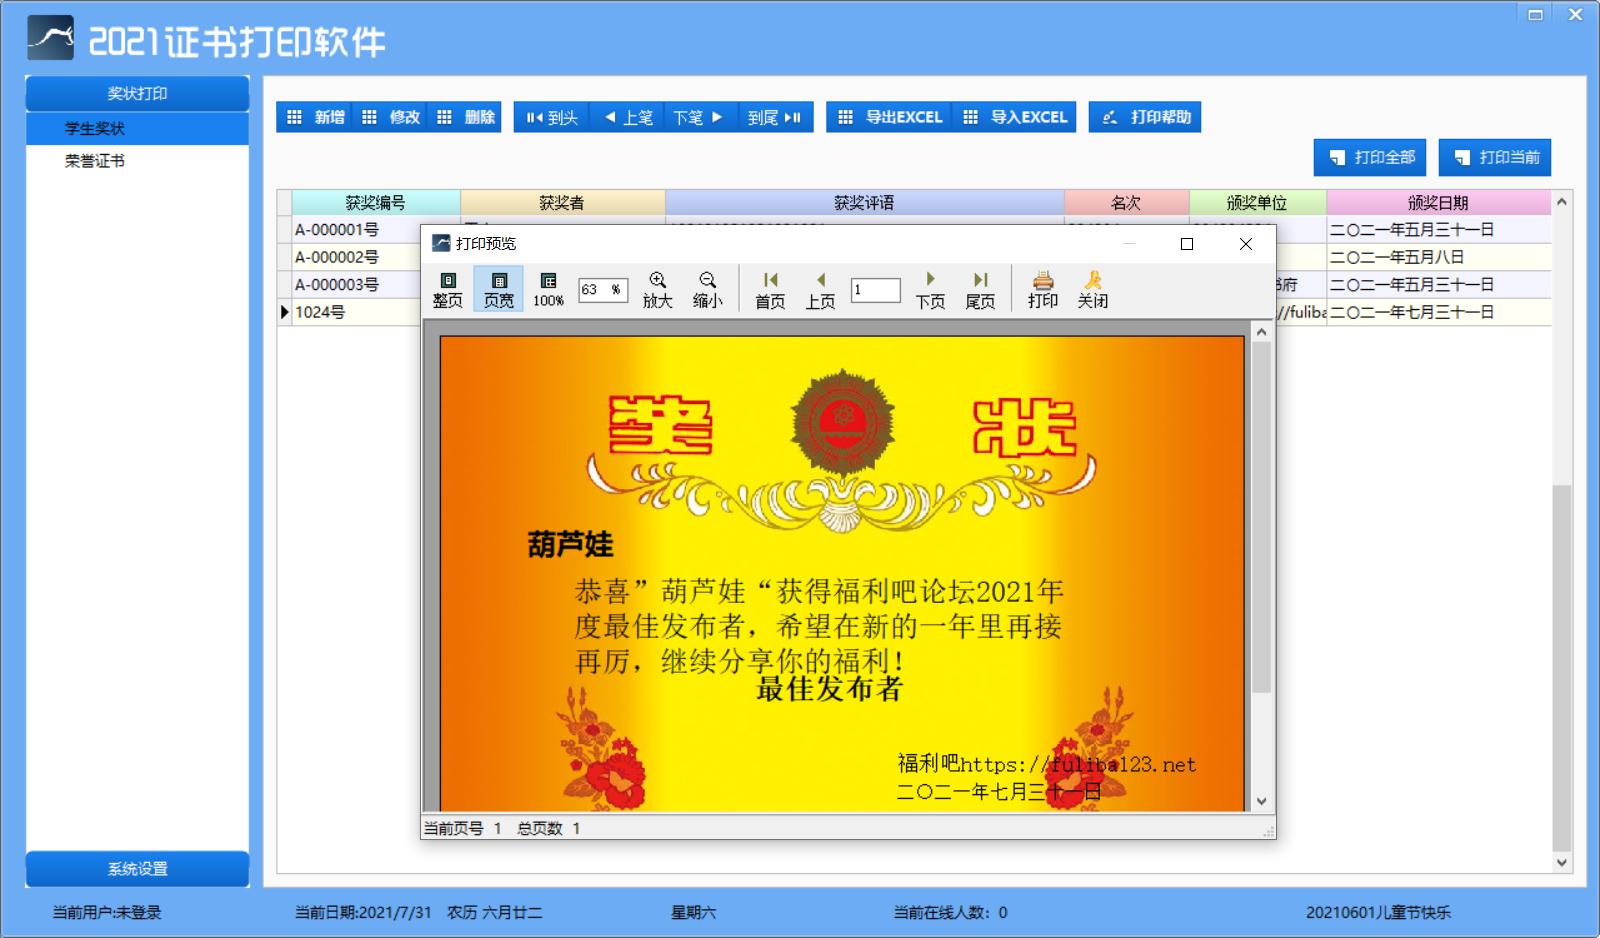 2021证书打印软件
奖状打印
学生奖状
荣誉证书
系统设置
新增 修改 删除 到头 上笔 下笔 到尾 导出EXCEL 导入EXCEL 打印帮助
打印全部 打印当前
获奖编号 获奖者 获奖评语 名次 颁奖单位 颁奖日期
A-000001号 二〇二一年五月三十一日
A-000002号 二〇二一年五月八日
A-000003号 府 二〇二一年五月三十一日
1024号 //fuliba 二〇二一年七月三十一日
打印预览
整页 页宽 100% 63 % 放大 缩小 首页 上页 1 下页 尾页 打印 关闭
奖 状
葫芦娃
恭喜”葫芦娃“获得福利吧论坛2021年
度最佳发布者，希望在新的一年里再接
再厉，继续分享你的福利！
最佳发布者
福利吧https://fuliba123.net
二〇二一年七月三十一日
当前页号 1 总页数 1
当前用户:未登录 当前日期:2021/7/31 农历 六月廿二 星期六 当前在线人数：0 20210601儿童节快乐